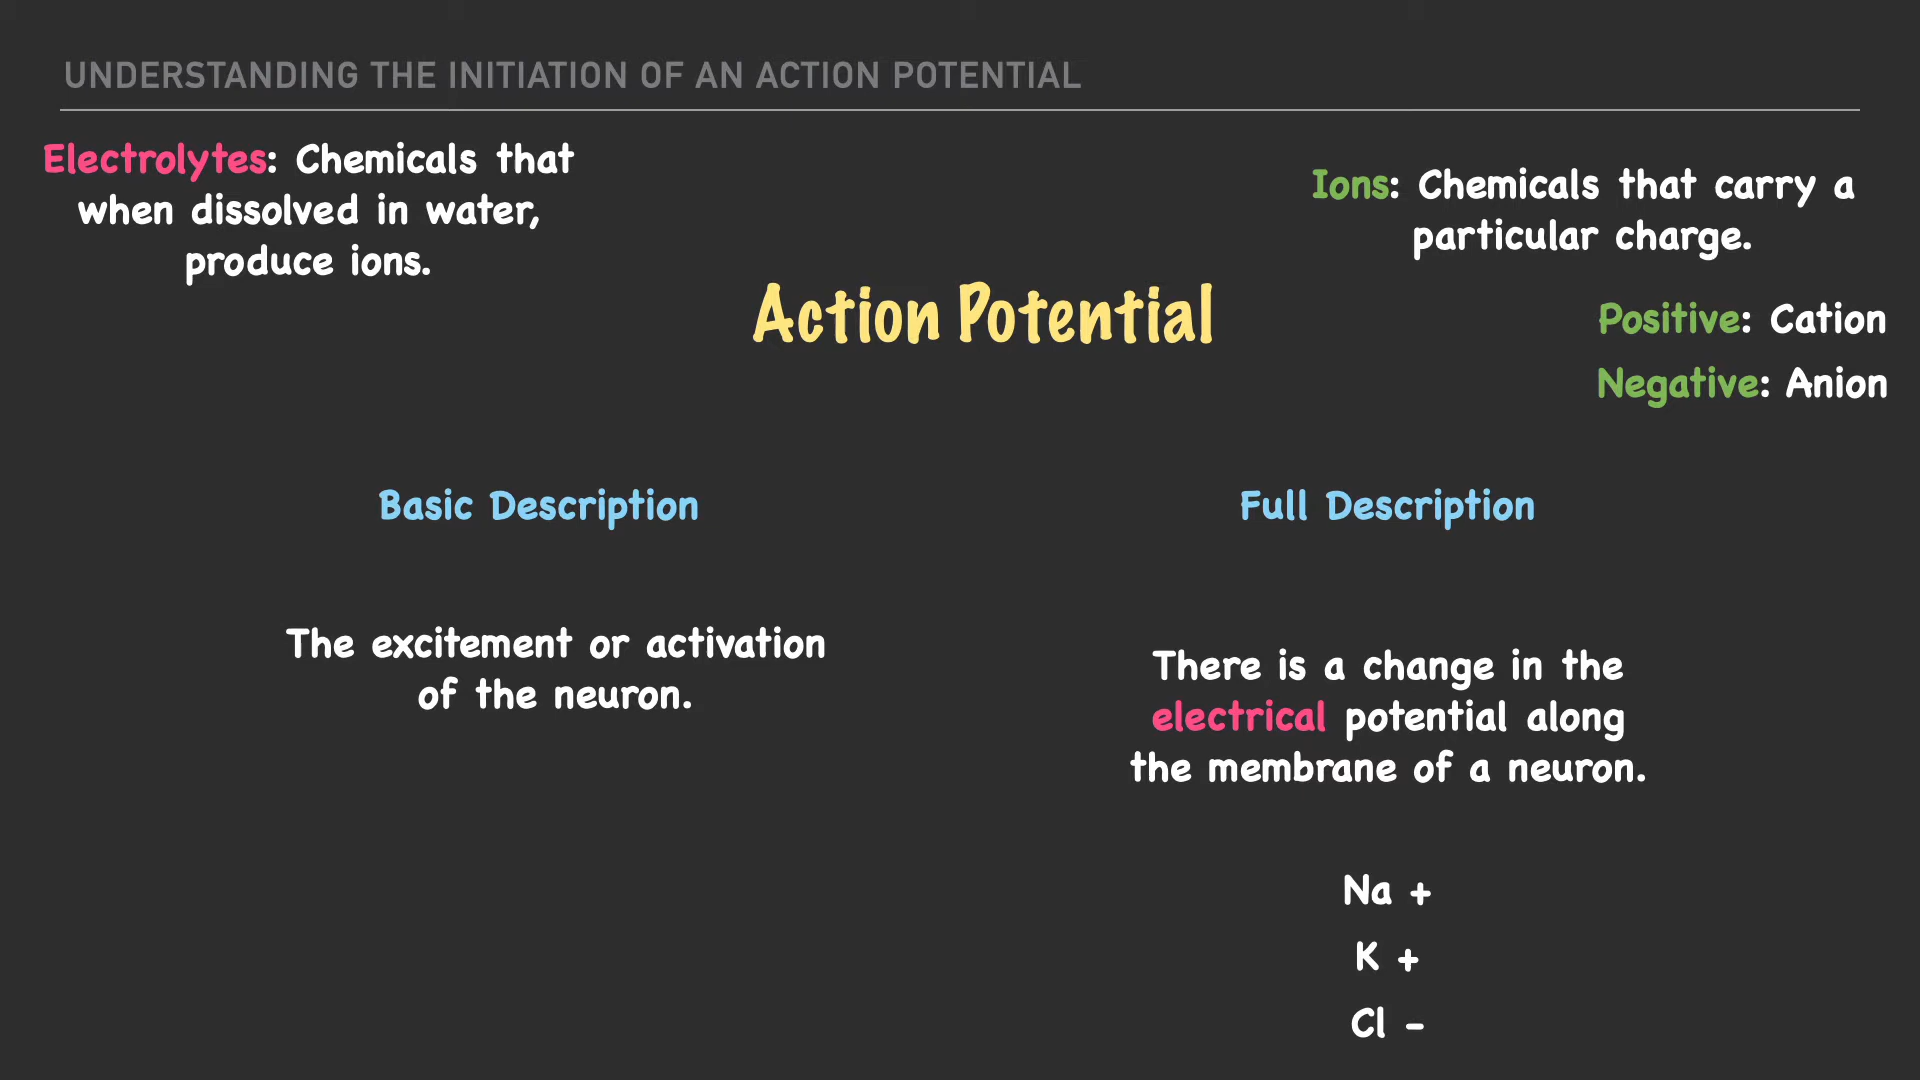 UNDERSTANDING THE INITIATION OF AN ACTION POTENTIAL
Electrolytes: Chemicals that
when dissolved in water,
produce ions.
Ions: Chemicals that carry a
particular charge.
Positive: Cation
Negative: Anion
Action Potential
Basic Description
The excitement or activation
of the neuron.
Full Description
There is a change in the
electrical potential along
the membrane of a neuron.
Na +
K +
Cl -